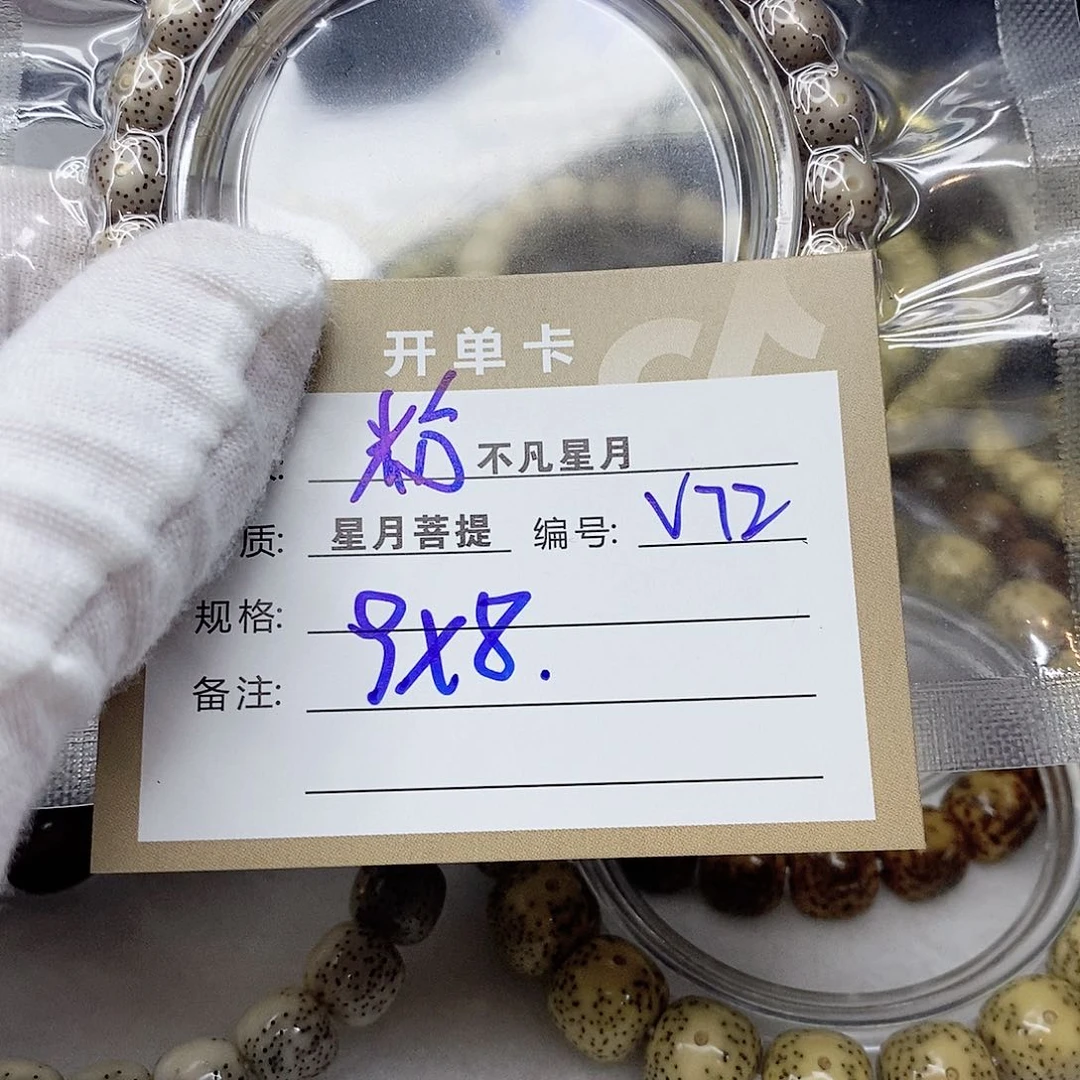 开单卡
粉 不凡星月
质: 星月菩提 编号: V72
规格: 9x8.
备注: